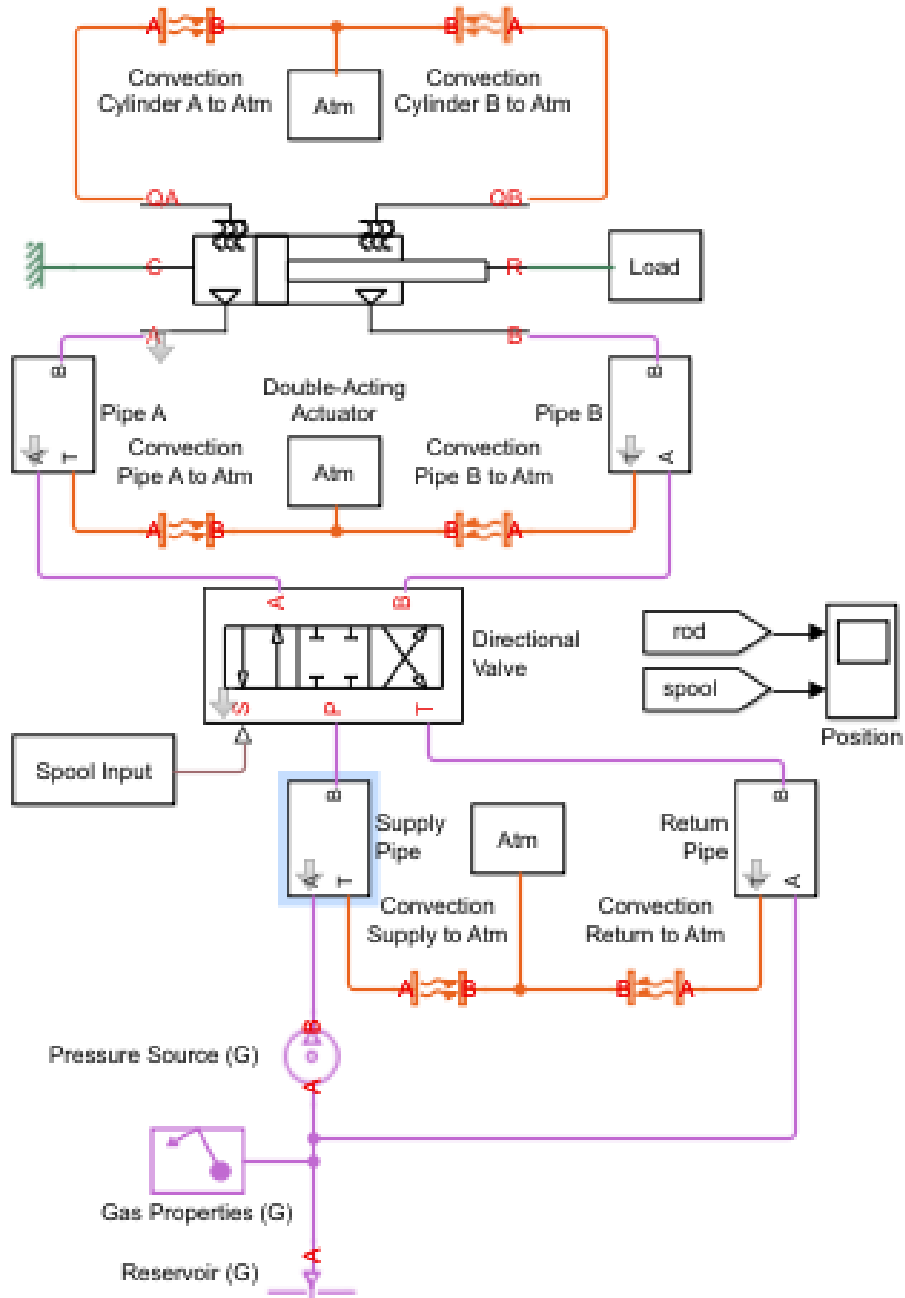 A B B A
Convection Cylinder A to Atm
Atm
Convection Cylinder B to Atm
QA QB
C R
Load
A B
B
Pipe A
A T
Double-Acting Actuator
Pipe B
B
T A
Convection Pipe A to Atm
Atm
Convection Pipe B to Atm
A B B A
A B
Directional Valve
S P T
rod
spool
Position
Spool Input
B
Supply Pipe
A T
Atm
Return Pipe
B
T A
Convection Supply to Atm
Convection Return to Atm
A B B A
B
Pressure Source (G)
A
Gas Properties (G)
A
Reservoir (G)